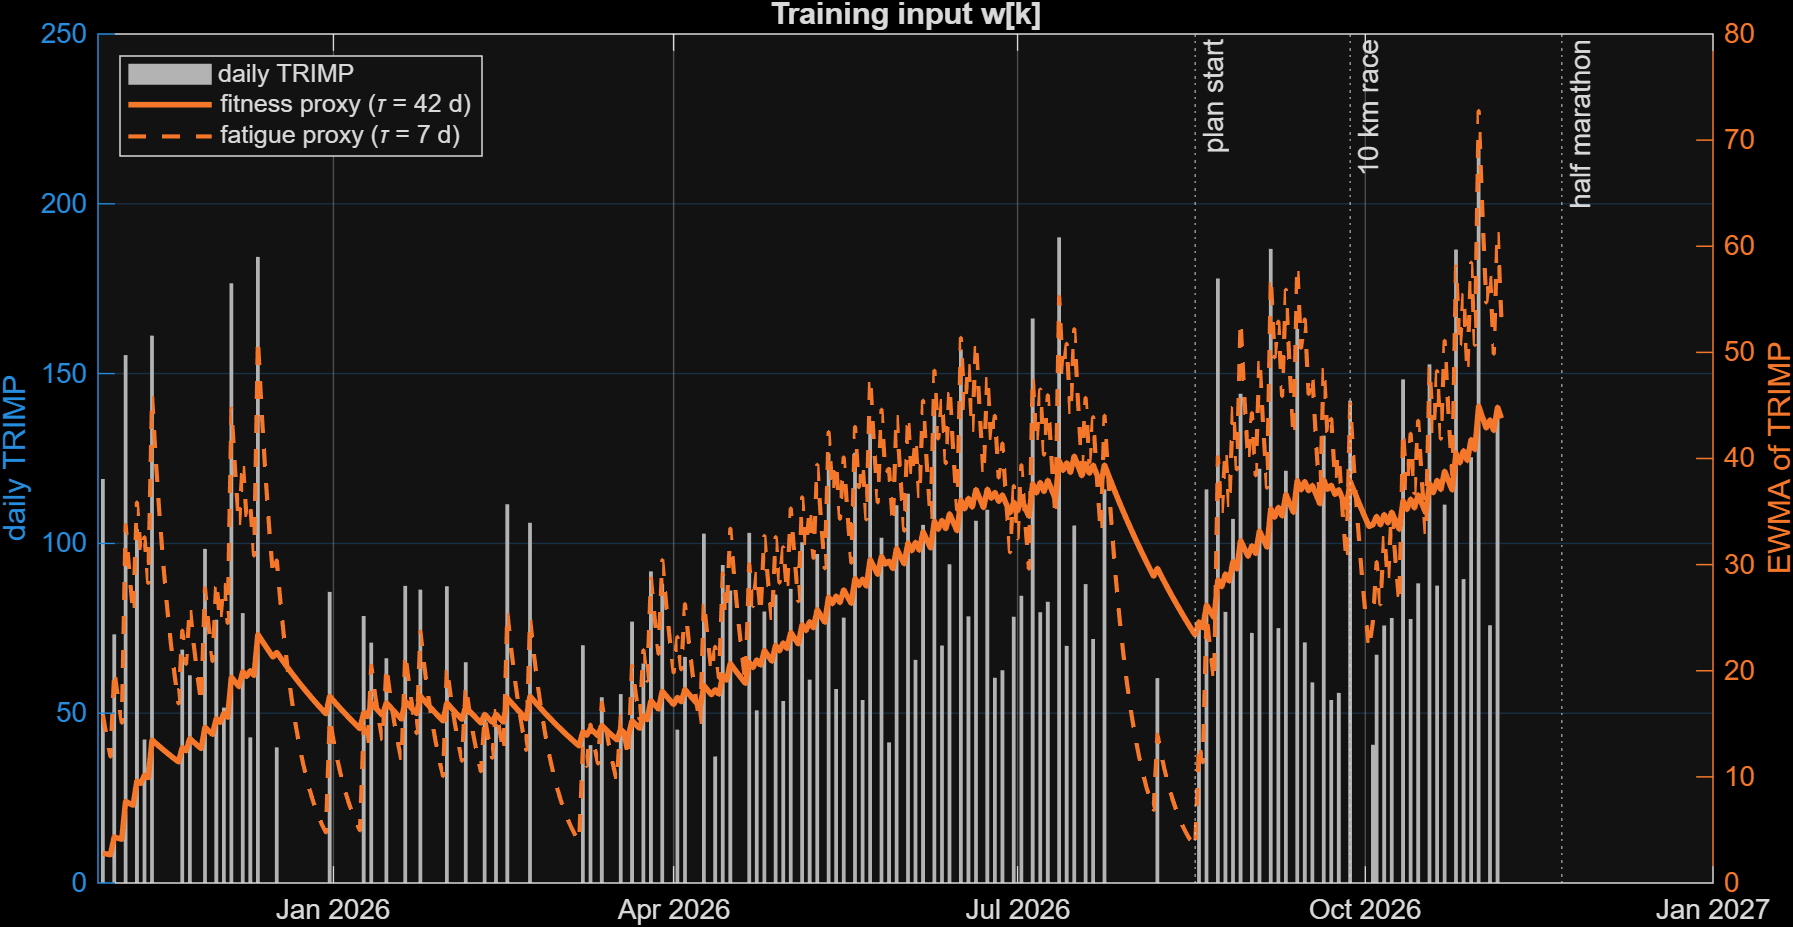 Training input w[k]
daily TRIMP
fitness proxy (τ = 42 d)
fatigue proxy (τ = 7 d)
plan start
10 km race
half marathon
250
200
150
100
50
0
daily TRIMP
80
70
60
50
40
30
20
10
0
EWMA of TRIMP
Jan 2026
Apr 2026
Jul 2026
Oct 2026
Jan 2027